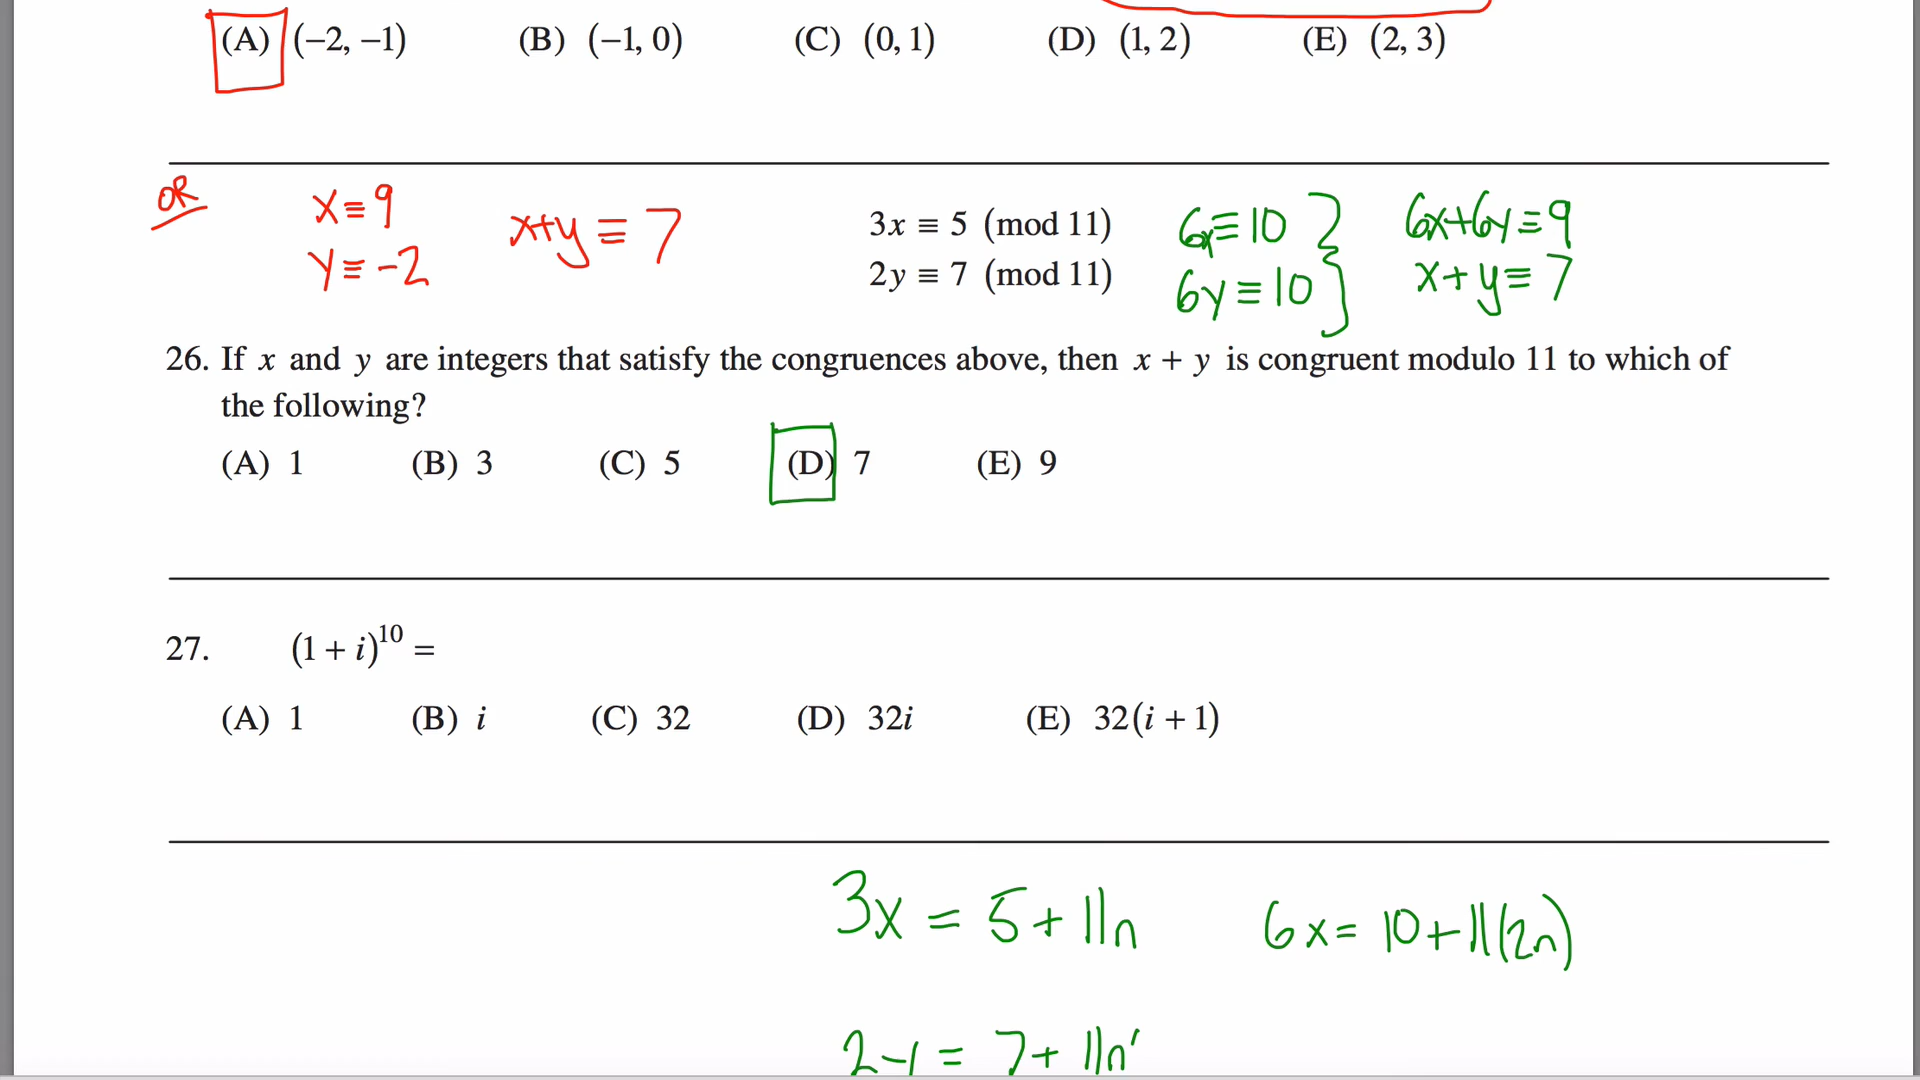 (A) (−2, −1) (B) (−1, 0) (C) (0, 1) (D) (1, 2) (E) (2, 3)
OR
x ≡ 9
y ≡ -2
x+y ≡ 7
3x ≡ 5 (mod 11)
2y ≡ 7 (mod 11)
6x ≡ 10
6y ≡ 10
6x+6y ≡ 9
x+y ≡ 7
26. If x and y are integers that satisfy the congruences above, then x + y is congruent modulo 11 to which of
the following?
(A) 1 (B) 3 (C) 5 (D) 7 (E) 9
27. (1 + i)^10 =
(A) 1 (B) i (C) 32 (D) 32i (E) 32(i + 1)
3x = 5 + 11n
6x = 10 + 11(2n)
= 7 + 11n'